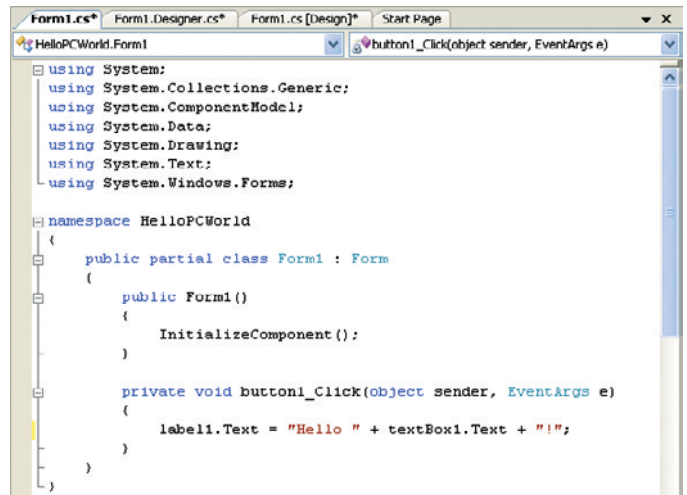 Form1.cs* Form1.Designer.cs* Form1.cs [Design]* Start Page
HelloPCWorld.Form1 button1_Click(object sender, EventArgs e)
using System;
using System.Collections.Generic;
using System.ComponentModel;
using System.Data;
using System.Drawing;
using System.Text;
using System.Windows.Forms;
namespace HelloPCWorld
{
public partial class Form1 : Form
{
public Form1()
{
InitializeComponent();
}
private void button1_Click(object sender, EventArgs e)
{
label1.Text = "Hello " + textBox1.Text + "!";
}
}
}